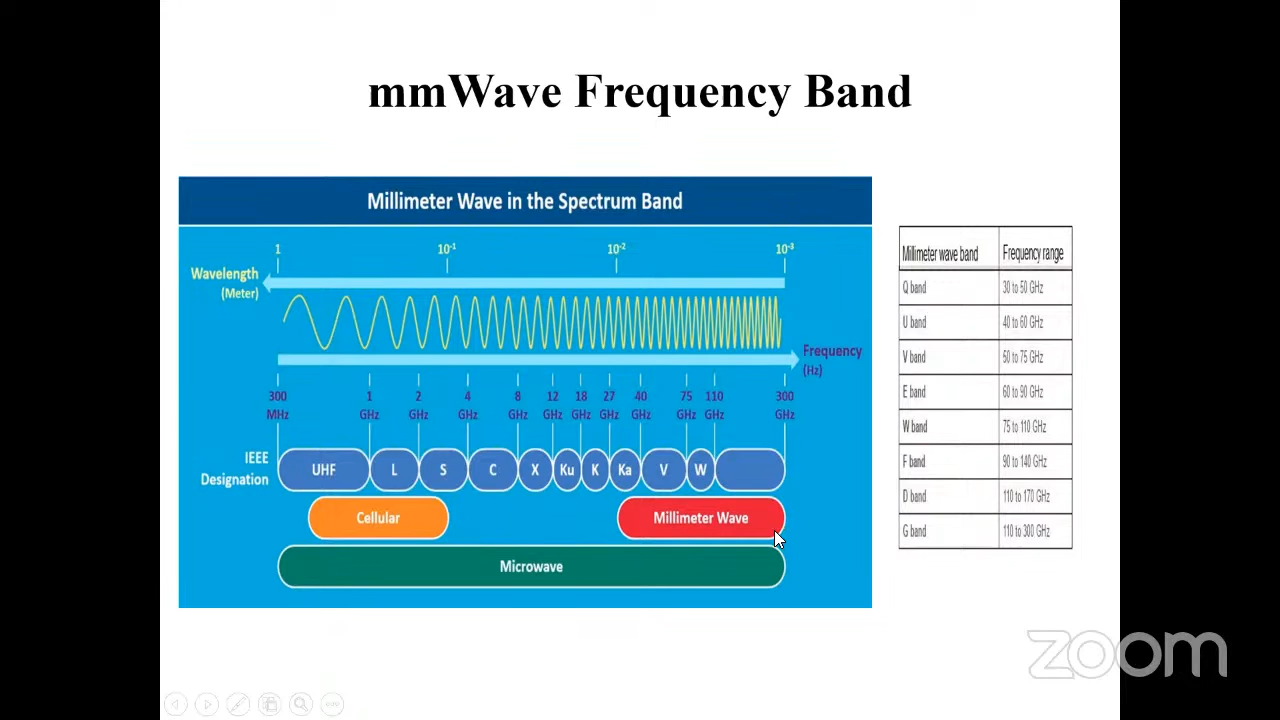 mmWave Frequency Band
Millimeter Wave in the Spectrum Band
1 10⁻¹ 10⁻² 10⁻³
Wavelength
(Meter)
Frequency
(Hz)
300 1 2 4 8 12 18 27 40 75 110 300
MHz GHz GHz GHz GHz GHz GHz GHz GHz GHz GHz GHz
IEEE
Designation
UHF L S C X Ku K Ka V W
Cellular Millimeter Wave
Microwave
Millimeter wave band Frequency range
Q band 30 to 50 GHz
U band 40 to 60 GHz
V band 50 to 75 GHz
E band 60 to 90 GHz
W band 75 to 110 GHz
F band 90 to 140 GHz
D band 110 to 170 GHz
G band 110 to 300 GHz
zoom